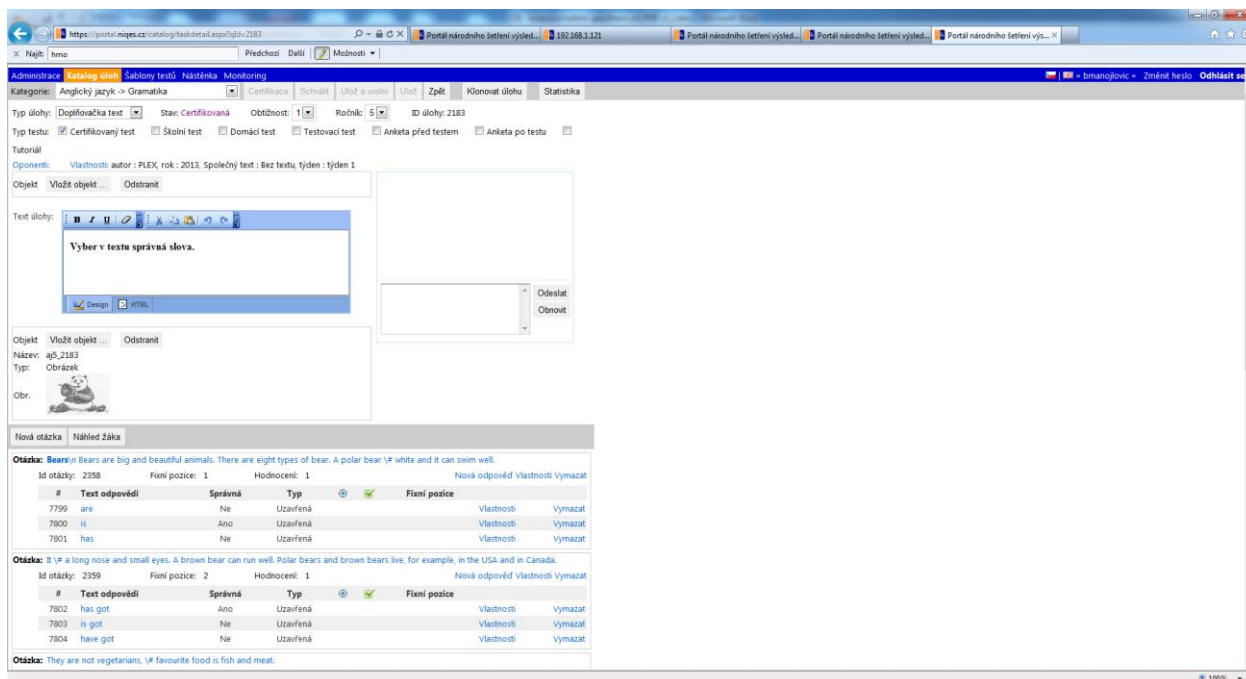 https://portal.niqes.cz/catalog/taskdetail.aspx?qId=2183
Portál národního šetření výsled...
192.168.1.121
Portál národního šetření výsled...
Portál národního šetření výsled...
Portál národního šetření výs...
Najít: hmo Předchozí Další Možnosti
Administrace Katalog úloh Šablony testů Nástěnka Monitoring » bmanojlovic « Změnit heslo Odhlásit se
Kategorie: Anglický jazyk -> Gramatika Certifikace Schválit Ulož a uvolni Ulož Zpět Klonovat úlohu Statistika
Typ úlohy: Doplňovačka text Stav: Certifikovaná Obtížnost: 1 Ročník: 5 ID úlohy: 2183
Typ testu: Certifikovaný test Školní test Domácí test Testovací test Anketa před testem Anketa po testu
Tutoriál
Oponenti: Vlastnosti: autor : PLEX, rok : 2013, Společný text : Bez textu, týden : týden 1
Objekt Vložit objekt ... Odstranit
Text úlohy:
B I U
Vyber v textu správná slova.
Design HTML
Odeslat
Obnovit
Objekt Vložit objekt ... Odstranit
Název: aj5_2183
Typ: Obrázek
Obr.
Nová otázka Náhled žáka
Otázka: Bears\n Bears are big and beautiful animals. There are eight types of bear. A polar bear \# white and it can swim well.
Id otázky: 2358 Fixní pozice: 1 Hodnocení: 1 Nová odpověď Vlastnosti Vymazat
# Text odpovědi Správná Typ Fixní pozice
7799 are Ne Uzavřená Vlastnosti Vymazat
7800 is Ano Uzavřená Vlastnosti Vymazat
7801 has Ne Uzavřená Vlastnosti Vymazat
Otázka: It \# a long nose and small eyes. A brown bear can run well. Polar bears and brown bears live, for example, in the USA and in Canada.
Id otázky: 2359 Fixní pozice: 2 Hodnocení: 1 Nová odpověď Vlastnosti Vymazat
# Text odpovědi Správná Typ Fixní pozice
7802 has got Ano Uzavřená Vlastnosti Vymazat
7803 is got Ne Uzavřená Vlastnosti Vymazat
7804 have got Ne Uzavřená Vlastnosti Vymazat
Otázka: They are not vegetarians, \# favourite food is fish and meat.
100%